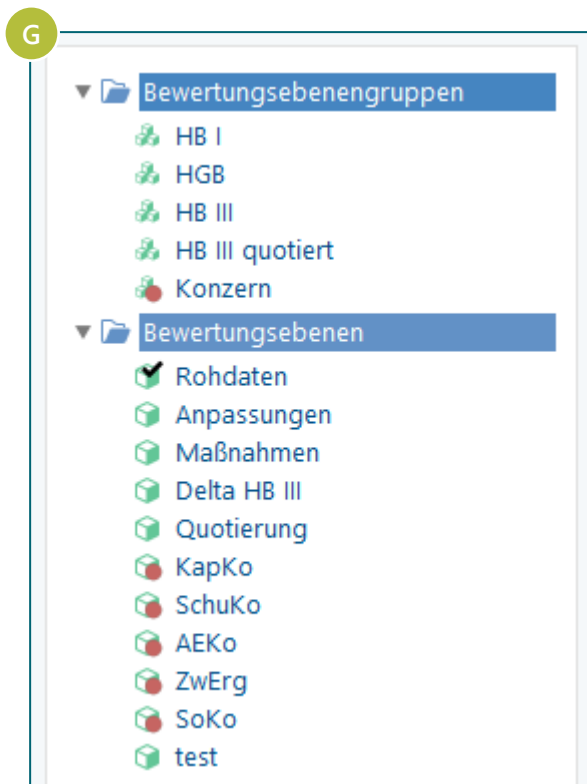 G
Bewertungsebenengruppen
HB I
HGB
HB III
HB III quotiert
Konzern
Bewertungsebenen
Rohdaten
Anpassungen
Maßnahmen
Delta HB III
Quotierung
KapKo
SchuKo
AEKo
ZwErg
SoKo
test